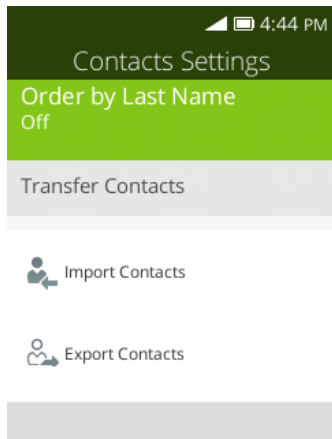 4:44 PM
Contacts Settings
Order by Last Name
Off
Transfer Contacts
Import Contacts
Export Contacts